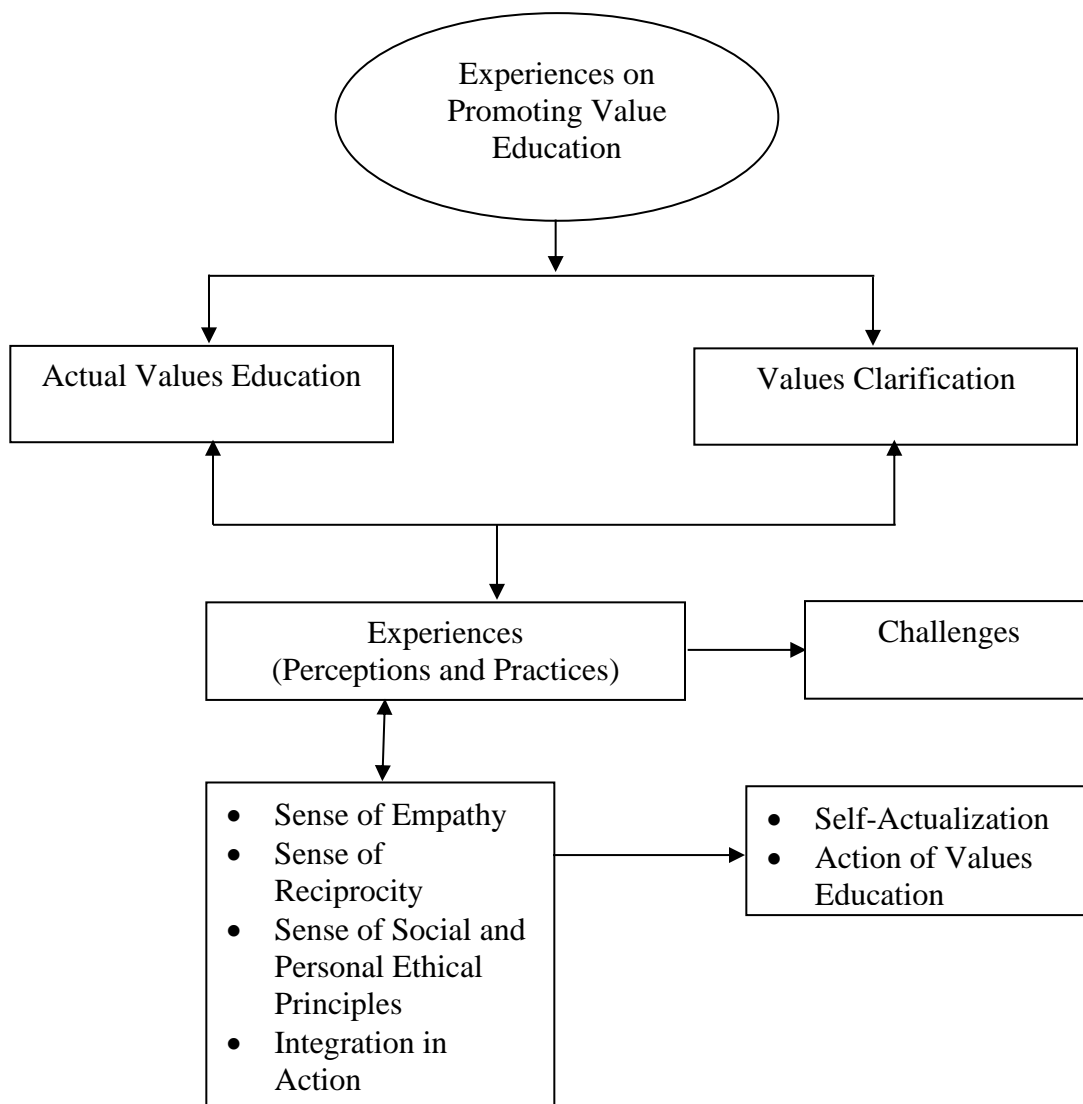 Experiences on
Promoting Value
Education
Actual Values Education
Values Clarification
Experiences
(Perceptions and Practices)
Challenges
• Sense of Empathy
• Sense of
Reciprocity
• Sense of Social and
Personal Ethical
Principles
• Integration in
Action
• Self-Actualization
• Action of Values
Education